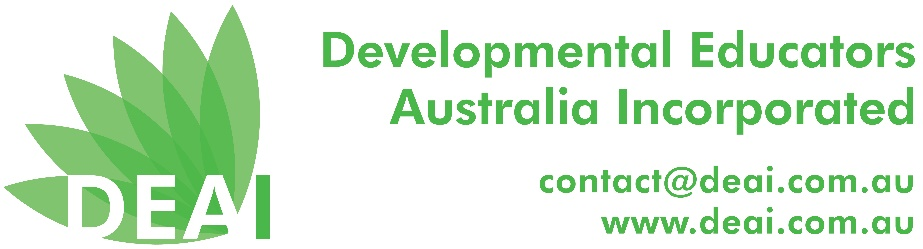 DEAI
Developmental Educators
Australia Incorporated
contact@deai.com.au
www.deai.com.au